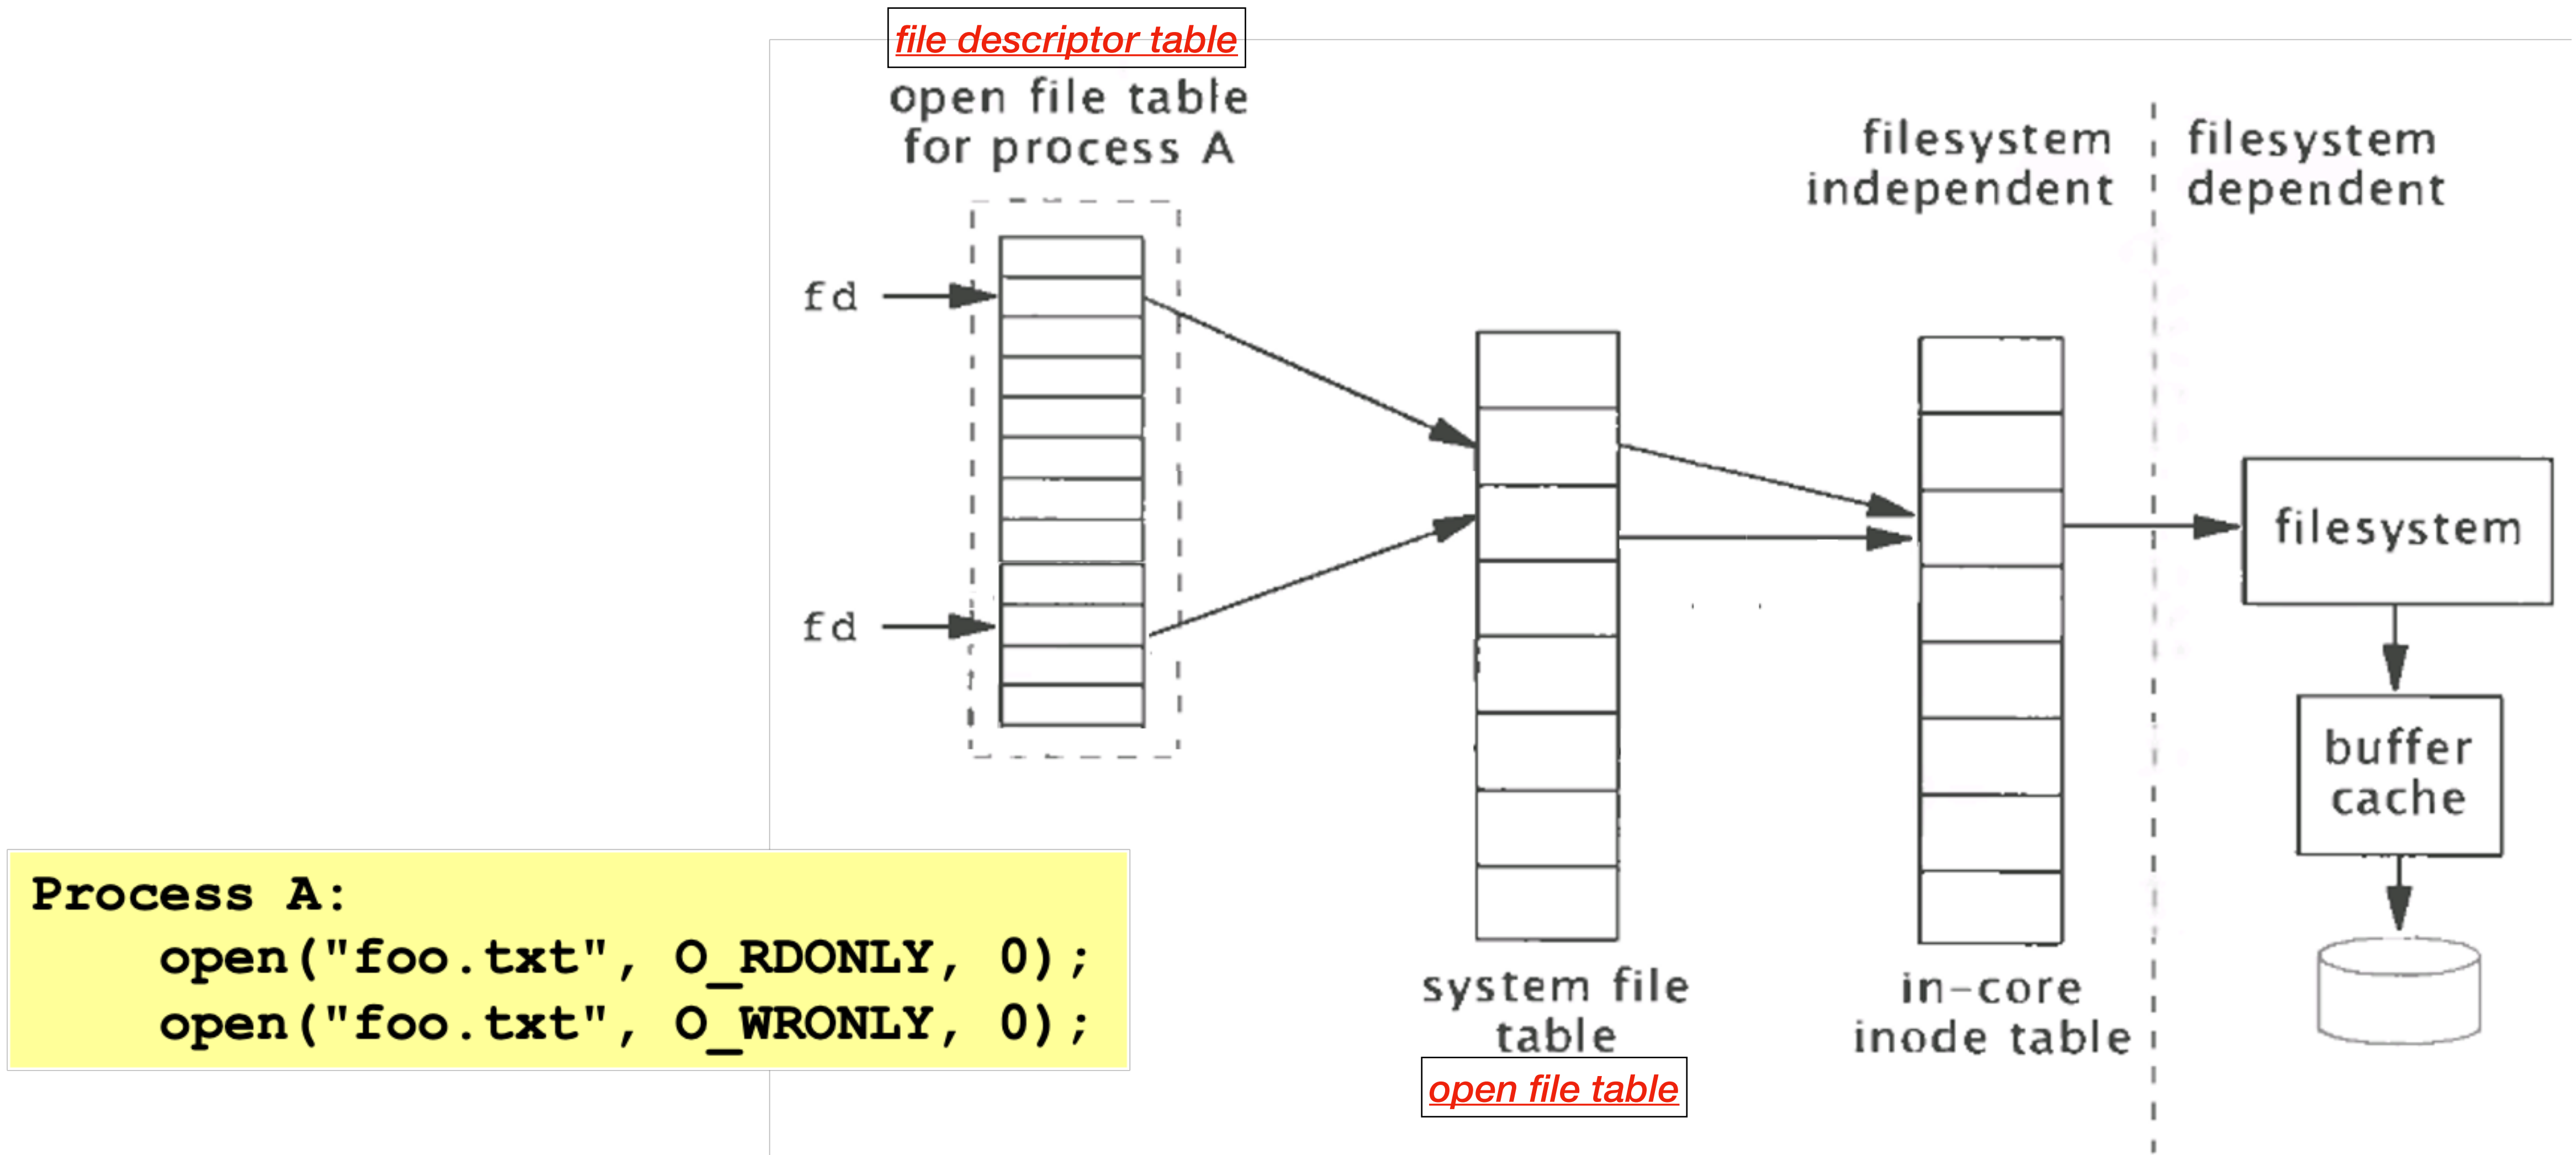 file descriptor table
open file table
for process A
filesystem
independent
filesystem
dependent
fd
fd
filesystem
buffer
cache
Process A:
open("foo.txt", O_RDONLY, 0);
open("foo.txt", O_WRONLY, 0);
system file
table
open file table
in-core
inode table